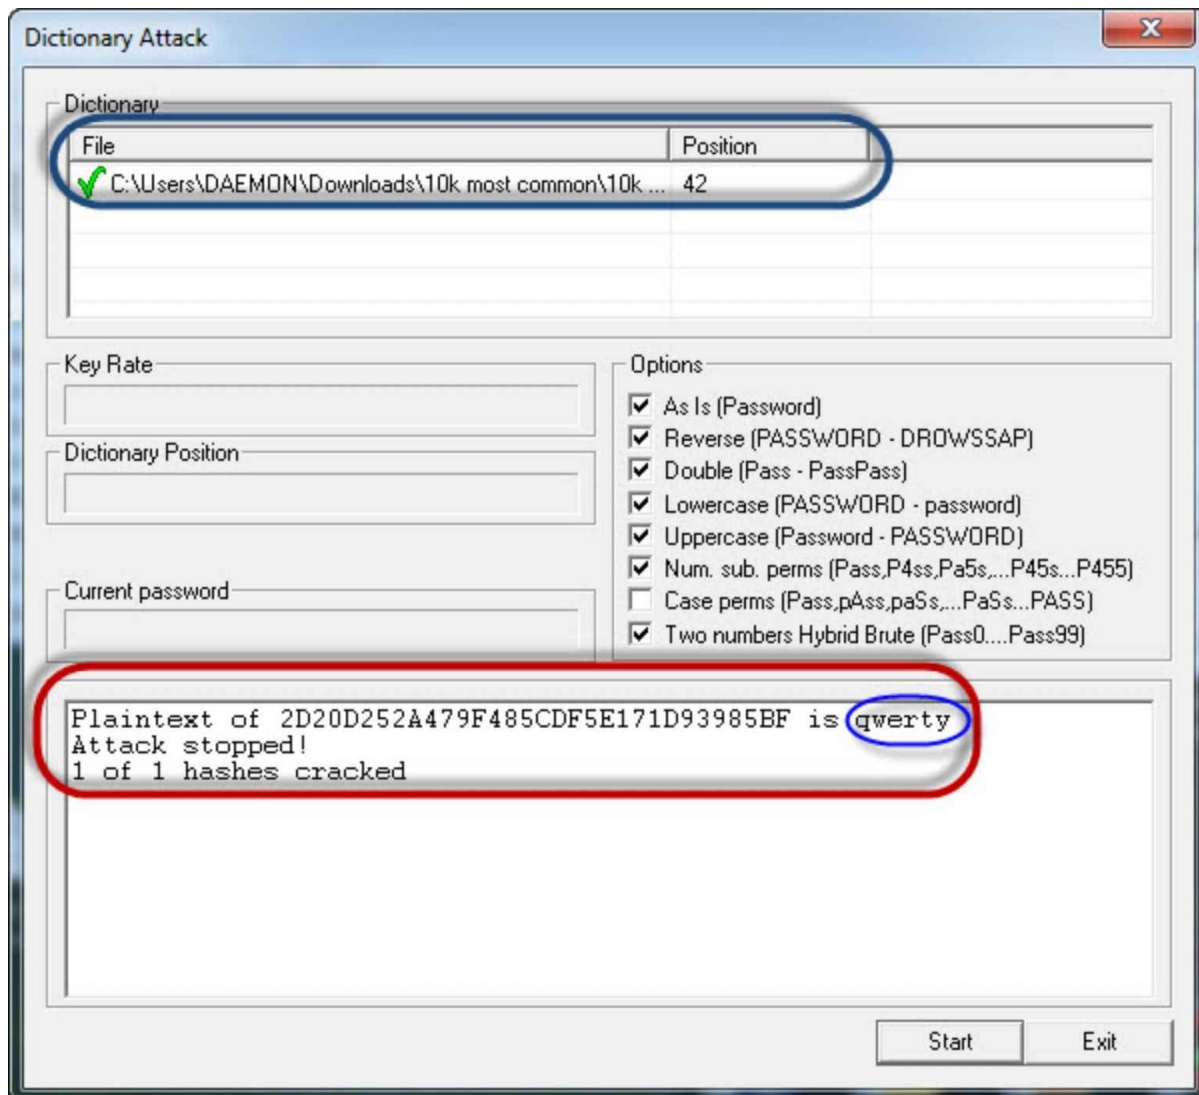 Dictionary Attack
Dictionary
File Position
C:\Users\DAEMON\Downloads\10k most common\10k ... 42
Key Rate
Dictionary Position
Current password
Options
As Is (Password)
Reverse (PASSWORD - DROWSSAP)
Double (Pass - PassPass)
Lowercase (PASSWORD - password)
Uppercase (Password - PASSWORD)
Num. sub. perms (Pass,P4ss,Pa5s,...P45s...P455)
Case perms (Pass,pAss,paSs,...PaSs...PASS)
Two numbers Hybrid Brute (Pass0....Pass99)
Plaintext of 2D20D252A479F485CDF5E171D93985BF is qwerty
Attack stopped!
1 of 1 hashes cracked
Start Exit